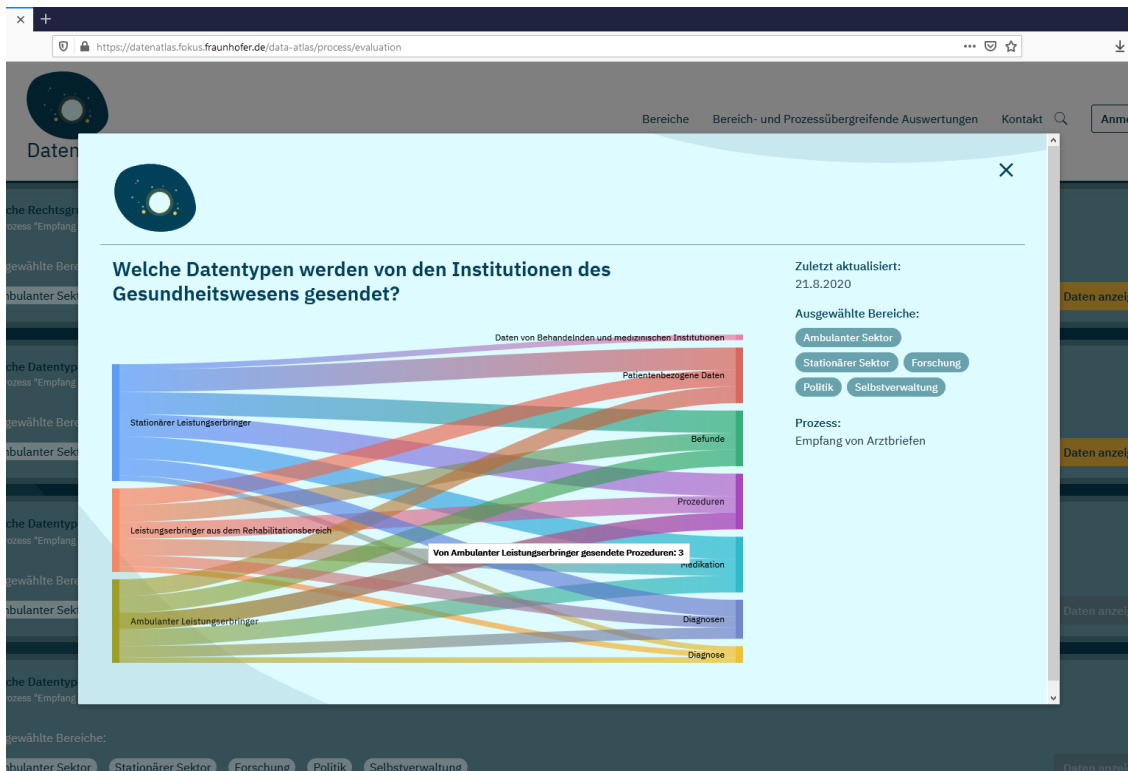 https://datenatlas.fokus.fraunhofer.de/data-atlas/process/evaluation
Bereiche Bereich- und Prozessübergreifende Auswertungen Kontakt
Daten
Welche Datentypen werden von den Institutionen des
Gesundheitswesens gesendet?
Zuletzt aktualisiert:
21.8.2020
Ausgewählte Bereiche:
Ambulanter Sektor
Stationärer Sektor Forschung
Politik Selbstverwaltung
Prozess:
Empfang von Arztbriefen
Daten von Behandelnden und medizinischen Institutionen
Patientenbezogene Daten
Stationärer Leistungserbringer
Befunde
Prozeduren
Leistungserbringer aus dem Rehabilitationsbereich
Von Ambulanter Leistungserbringer gesendete Prozeduren: 3
Medikation
Diagnosen
Ambulanter Leistungserbringer
Diagnose
Daten anzei
Daten anzei
Daten anzei
gewählte Bereiche:
mbulanter Sektor Stationärer Sektor Forschung Politik Selbstverwaltung
Daten anzei